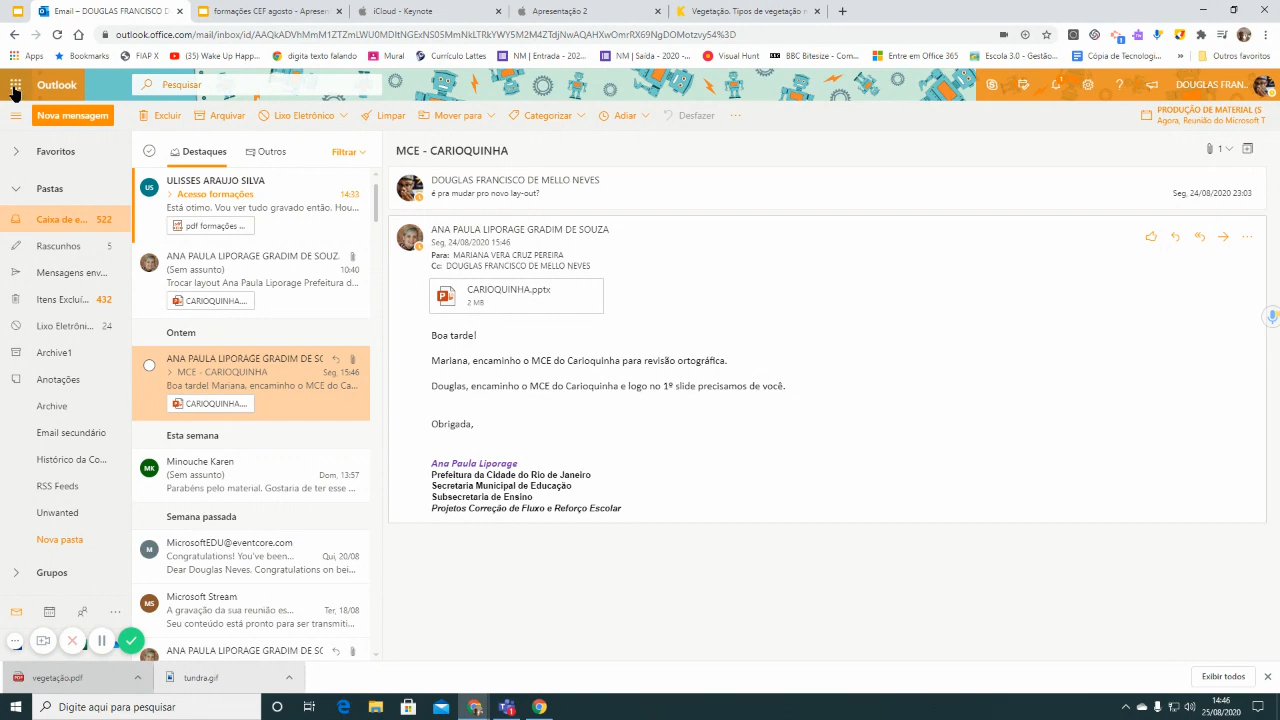 Email – DOUGLAS FRANCISCO D
formações CEF agosto - Apresen
iCloud - Keynote
Apresentação 2
Vegetação. Tipos de vegetação n
outlook.office.com/mail/inbox/id/AAQkADVhMmM1ZTZmLWU0MDItNGExNS05MmNkLTRkYWY5M2M4ZTdjNwAQAHXwOmrRX69NgDOMotzvy54%3D
Apps
Bookmarks
FIAP X
(35) Wake Up Happ...
digito texto falando
Mural
Currículo Lattes
NM | Entrada - 202...
NM | Saída - 2020 -...
Visual Hunt
BBC Bitesize - Com...
Entre em Office 365
Escola 3.0 - Gestão...
Cópia de Tecnologi...
Outros favoritos
Outlook
Pesquisar
DOUGLAS FRAN...
Nova mensagem
Excluir
Arquivar
Lixo Eletrônico
Limpar
Mover para
Categorizar
Adiar
Desfazer
PRODUÇÃO DE MATERIAL (S
Agora, Reunião do Microsoft T
Favoritos
Pastas
Caixa de e... 522
Rascunhos 5
Mensagens env...
Itens Excluí... 432
Lixo Eletrôni... 24
Archive1
Anotações
Archive
Email secundário
Histórico da Co...
RSS Feeds
Unwanted
Nova pasta
Grupos
Destaques
Outros
Filtrar
US
ULISSES ARAUJO SILVA
Acesso formações 14:33
Está otimo. Vou ver tudo gravado então. Hou...
pdf formações ...
ANA PAULA LIPORAGE GRADIM DE SOUZ.
(Sem assunto) 10:40
Trocar layout Ana Paula Liporage Prefeitura d...
CARIOQUINHA....
Ontem
ANA PAULA LIPORAGE GRADIM DE SC
MCE - CARIOQUINHA Seg, 15:46
Boa tarde! Mariana, encaminho o MCE do Ca...
CARIOQUINHA....
Esta semana
MK
Minouche Karen
(Sem assunto) Dom, 13:57
Parabéns pelo material. Gostaria de ter esse ...
Semana passada
M
MicrosoftEDU@eventcore.com
Congratulations! You've been... Qui, 20/08
Dear Douglas Neves. Congratulations on bei...
MS
Microsoft Stream
A gravação da sua reunião es... Ter, 18/08
Seu conteúdo está pronto para ser transmiti...
ANA PAULA LIPORAGE GRADIM DE S
MCE - CARIOQUINHA
1
DOUGLAS FRANCISCO DE MELLO NEVES
é pra mudar pro novo lay-out?
Seg, 24/08/2020 23:03
ANA PAULA LIPORAGE GRADIM DE SOUZA
Seg, 24/08/2020 15:46
Para: MARIANA VERA CRUZ PEREIRA
Cc: DOUGLAS FRANCISCO DE MELLO NEVES
CARIOQUINHA.pptx
2 MB
Boa tarde!
Mariana, encaminho o MCE do Carioquinha para revisão ortográfica.
Douglas, encaminho o MCE do Carioquinha e logo no 1º slide precisamos de você.
Obrigada,
Ana Paula Liporage
Prefeitura da Cidade do Rio de Janeiro
Secretaria Municipal de Educação
Subsecretaria de Ensino
Projetos Correção de Fluxo e Reforço Escolar
vegetação.pdf
tundra.gif
Exibir todos
Digite aqui para pesquisar
14:46
25/08/2020